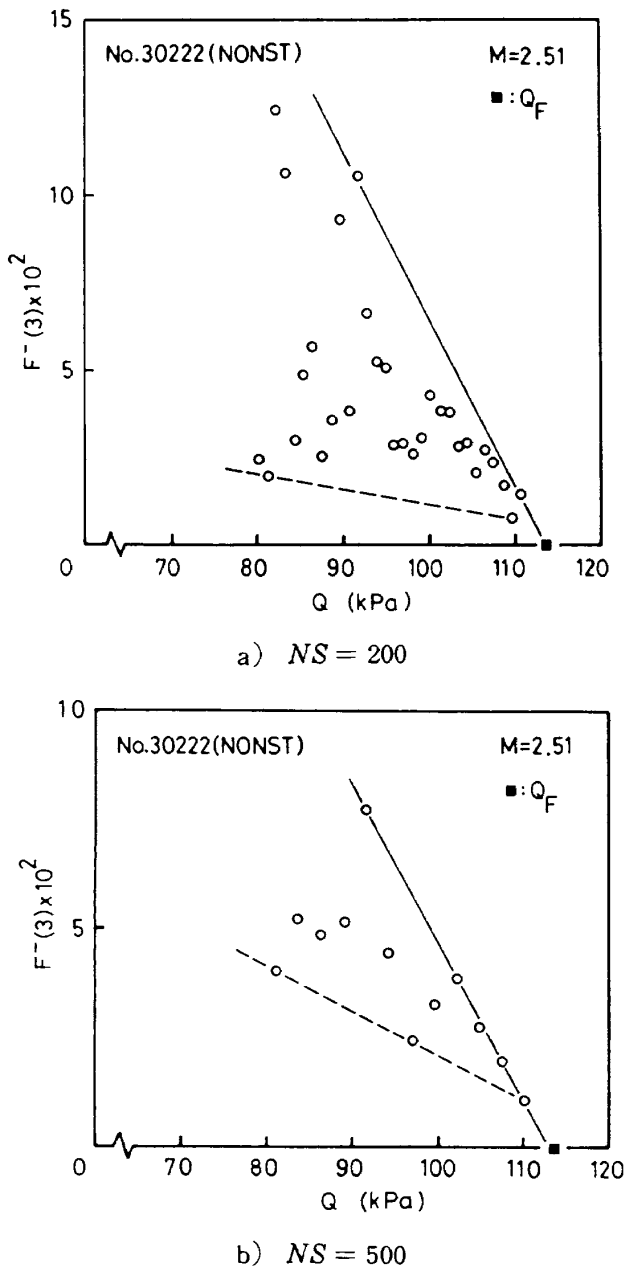 15
No.30222(NONST) M=2.51
■:Q_F
10
F⁻(3)x10²
5
0 70 80 90 100 110 120
Q (kPa)
a) NS = 200
10
No.30222(NONST) M=2.51
■:Q_F
F⁻(3)x10²
5
0 70 80 90 100 110 120
Q (kPa)
b) NS = 500